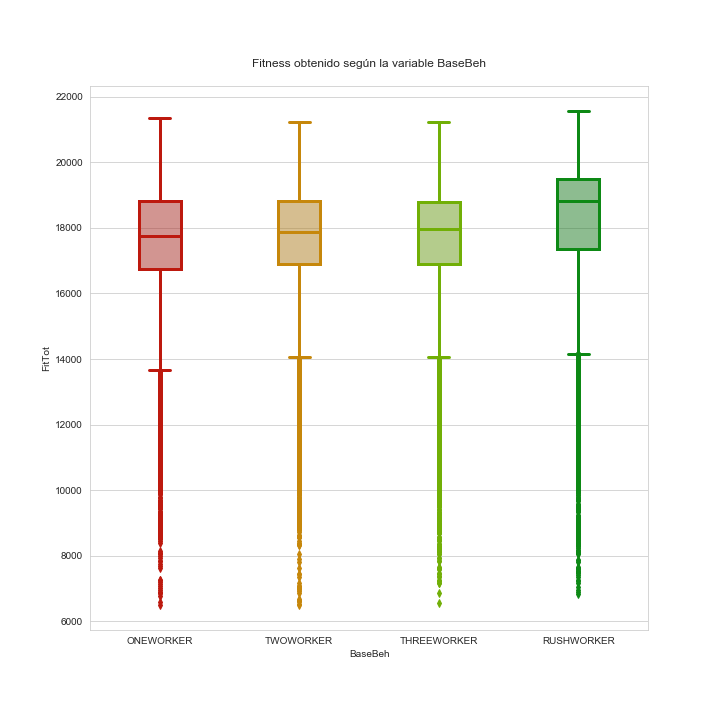 Fitness obtenido según la variable BaseBeh
22000
20000
18000
16000
14000
12000
10000
8000
6000
FitTot
ONEWORKER TWOWORKER THREEWORKER RUSHWORKER
BaseBeh